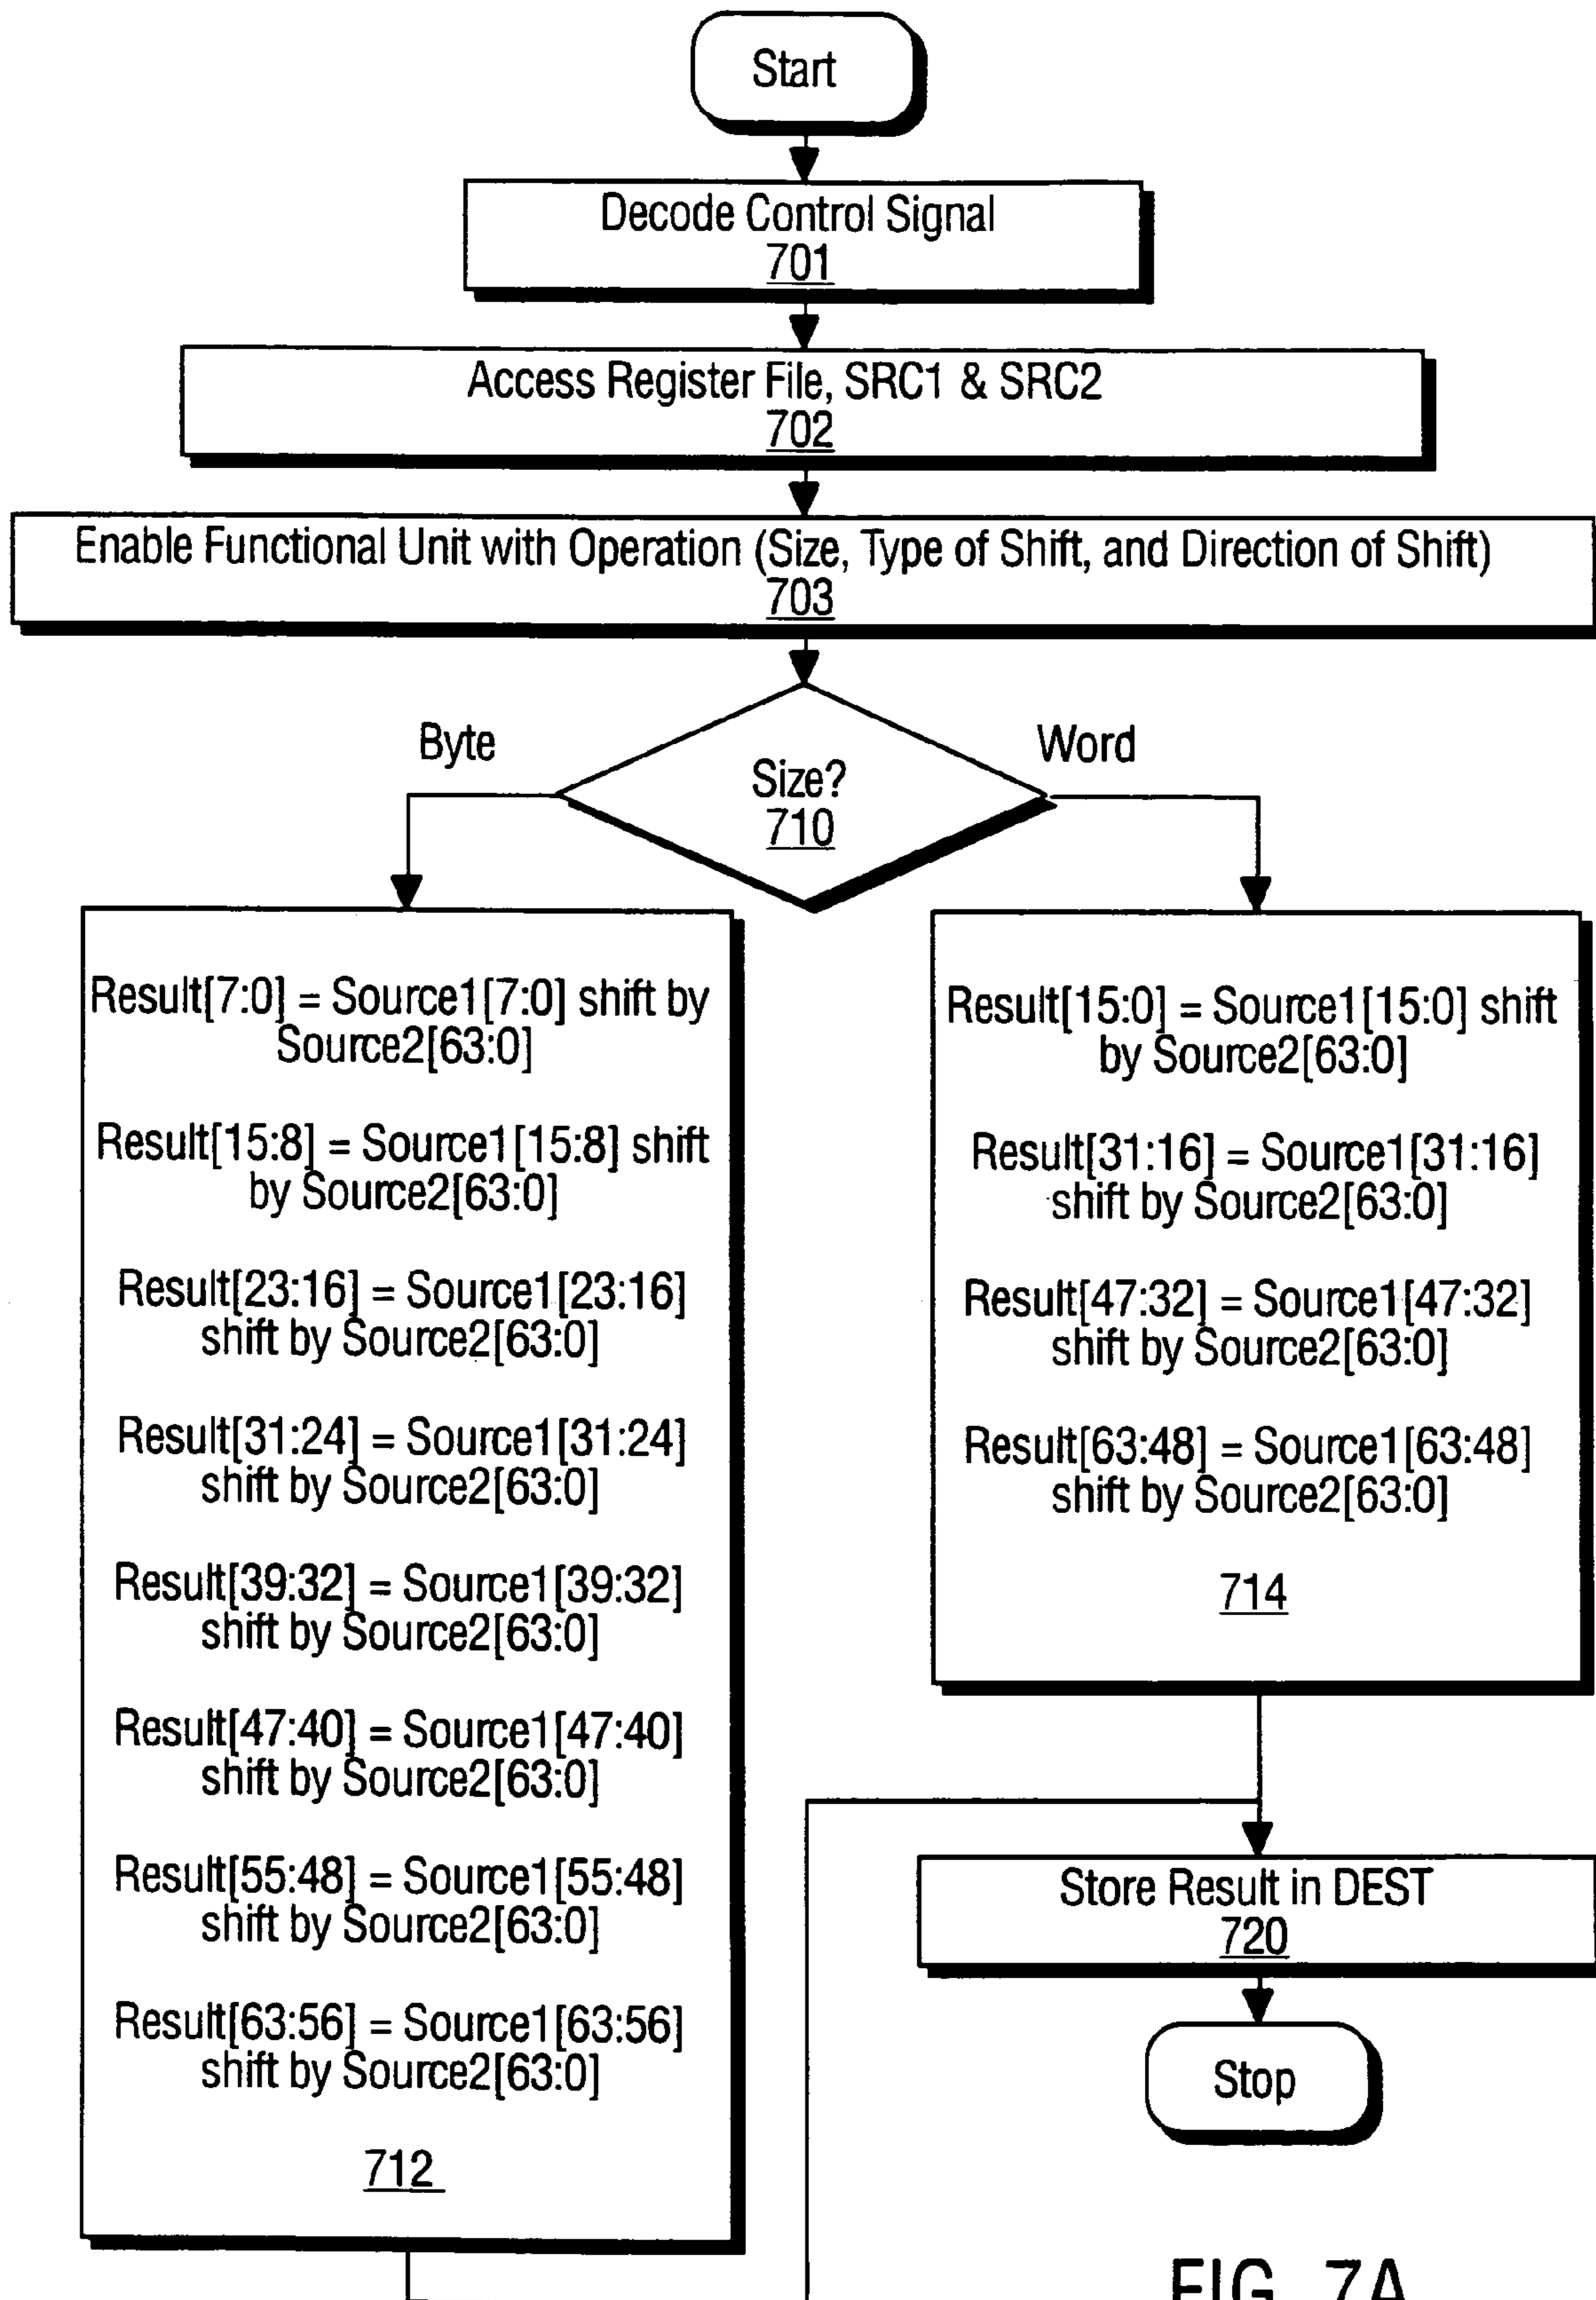 Start
Decode Control Signal
701
Access Register File, SRC1 & SRC2
702
Enable Functional Unit with Operation (Size, Type of Shift, and Direction of Shift)
703
Byte
Size?
710
Word
Result[7:0] = Source1[7:0] shift by
Source2[63:0]
Result[15:8] = Source1[15:8] shift
by Source2[63:0]
Result[23:16] = Source1[23:16]
shift by Source2[63:0]
Result[31:24] = Source1[31:24]
shift by Source2[63:0]
Result[39:32] = Source1[39:32]
shift by Source2[63:0]
Result[47:40] = Source1[47:40]
shift by Source2[63:0]
Result[55:48] = Source1[55:48]
shift by Source2[63:0]
Result[63:56] = Source1[63:56]
shift by Source2[63:0]
712
Result[15:0] = Source1[15:0] shift
by Source2[63:0]
Result[31:16] = Source1[31:16]
shift by Source2[63:0]
Result[47:32] = Source1[47:32]
shift by Source2[63:0]
Result[63:48] = Source1[63:48]
shift by Source2[63:0]
714
Store Result in DEST
720
Stop
FIG. 7A